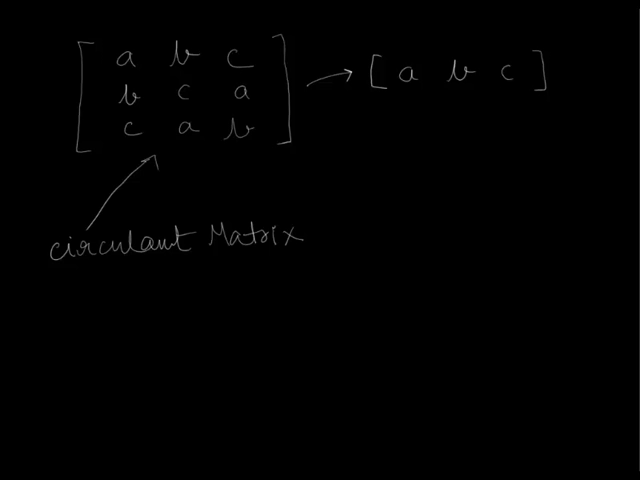 [ a b c ] → [ a b c ]
b c a
c a b
circulant Matrix